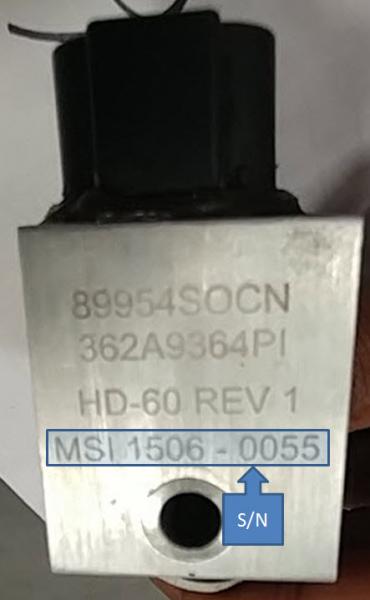 89954SOCN
362A9364PI
HD-60 REV 1
MSI 1506 - 0055
S/N